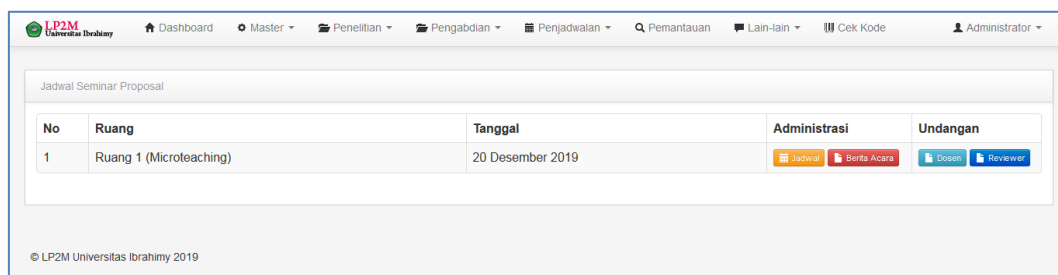 LP2M
Universitas Ibrahimy
Dashboard Master Penelitian Pengabdian Penjadwalan Pemantauan Lain-lain Cek Kode Administrator
Jadwal Seminar Proposal
No Ruang Tanggal Administrasi Undangan
1 Ruang 1 (Microteaching) 20 Desember 2019 Jadwal Berita Acara Dosen Reviewer
© LP2M Universitas Ibrahimy 2019